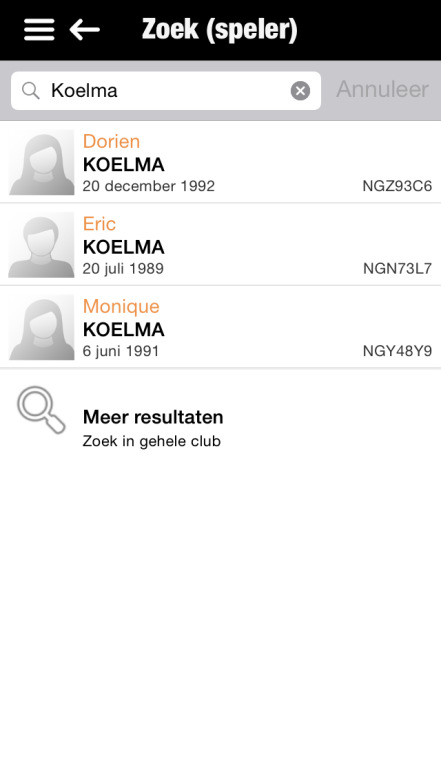 Zoek (speler)
Koelma
Annuleer
Dorien
KOELMA
20 december 1992 NGZ93C6
Eric
KOELMA
20 juli 1989 NGN73L7
Monique
KOELMA
6 juni 1991 NGY48Y9
Meer resultaten
Zoek in gehele club